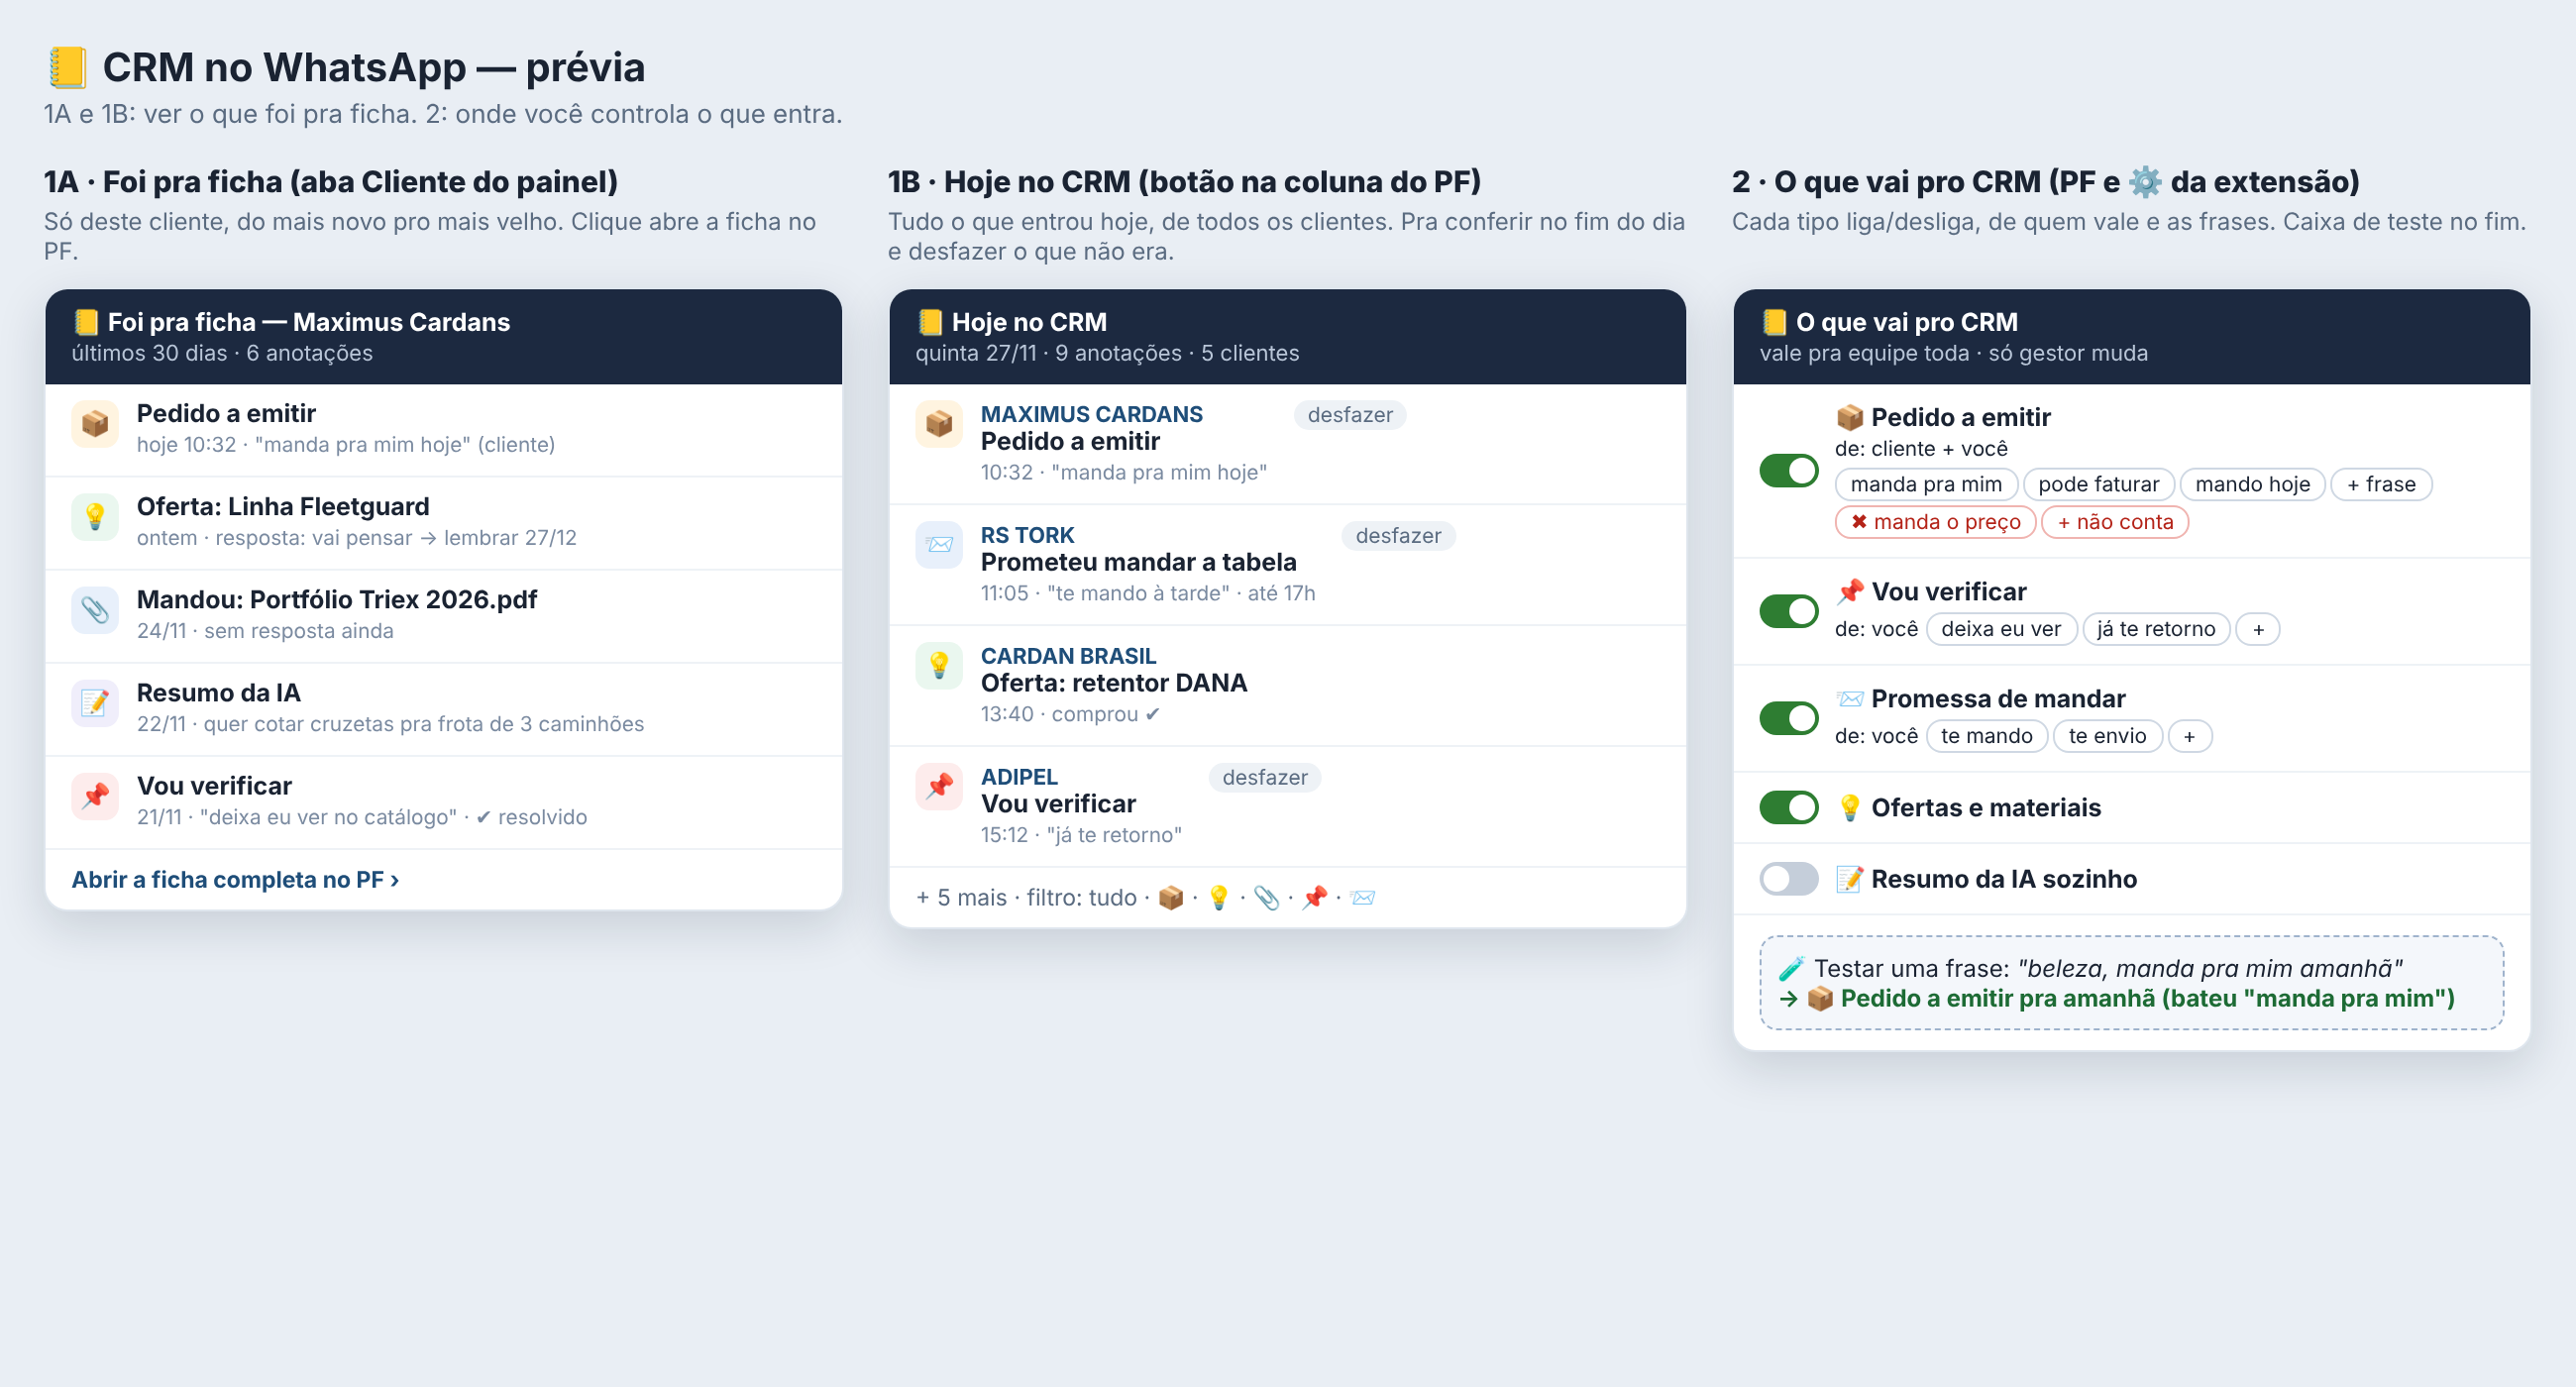 📒 CRM no WhatsApp — prévia
1A e 1B: ver o que foi pra ficha. 2: onde você controla o que entra.
1A · Foi pra ficha (aba Cliente do painel)
Só deste cliente, do mais novo pro mais velho. Clique abre a ficha no
PF.
📒 Foi pra ficha — Maximus Cardans
últimos 30 dias · 6 anotações
📦 Pedido a emitir
hoje 10:32 · "manda pra mim hoje" (cliente)
💡 Oferta: Linha Fleetguard
ontem · resposta: vai pensar → lembrar 27/12
📎 Mandou: Portfólio Triex 2026.pdf
24/11 · sem resposta ainda
📝 Resumo da IA
22/11 · quer cotar cruzetas pra frota de 3 caminhões
📌 Vou verificar
21/11 · "deixa eu ver no catálogo" · ✔ resolvido
Abrir a ficha completa no PF ›
1B · Hoje no CRM (botão na coluna do PF)
Tudo o que entrou hoje, de todos os clientes. Pra conferir no fim do dia
e desfazer o que não era.
📒 Hoje no CRM
quinta 27/11 · 9 anotações · 5 clientes
📦 MAXIMUS CARDANS desfazer
Pedido a emitir
10:32 · "manda pra mim hoje"
📨 RS TORK desfazer
Prometeu mandar a tabela
11:05 · "te mando à tarde" · até 17h
💡 CARDAN BRASIL
Oferta: retentor DANA
13:40 · comprou ✔
📌 ADIPEL desfazer
Vou verificar
15:12 · "já te retorno"
+ 5 mais · filtro: tudo · 📦 · 💡 · 📎 · 📌 · 📨
2 · O que vai pro CRM (PF e ⚙️ da extensão)
Cada tipo liga/desliga, de quem vale e as frases. Caixa de teste no fim.
📒 O que vai pro CRM
vale pra equipe toda · só gestor muda
📦 Pedido a emitir
de: cliente + você
manda pra mim pode faturar mando hoje + frase
✖ manda o preço + não conta
📌 Vou verificar
de: você deixa eu ver já te retorno +
📨 Promessa de mandar
de: você te mando te envio +
💡 Ofertas e materiais
📝 Resumo da IA sozinho
🧪 Testar uma frase: "beleza, manda pra mim amanhã"
→ 📦 Pedido a emitir pra amanhã (bateu "manda pra mim")